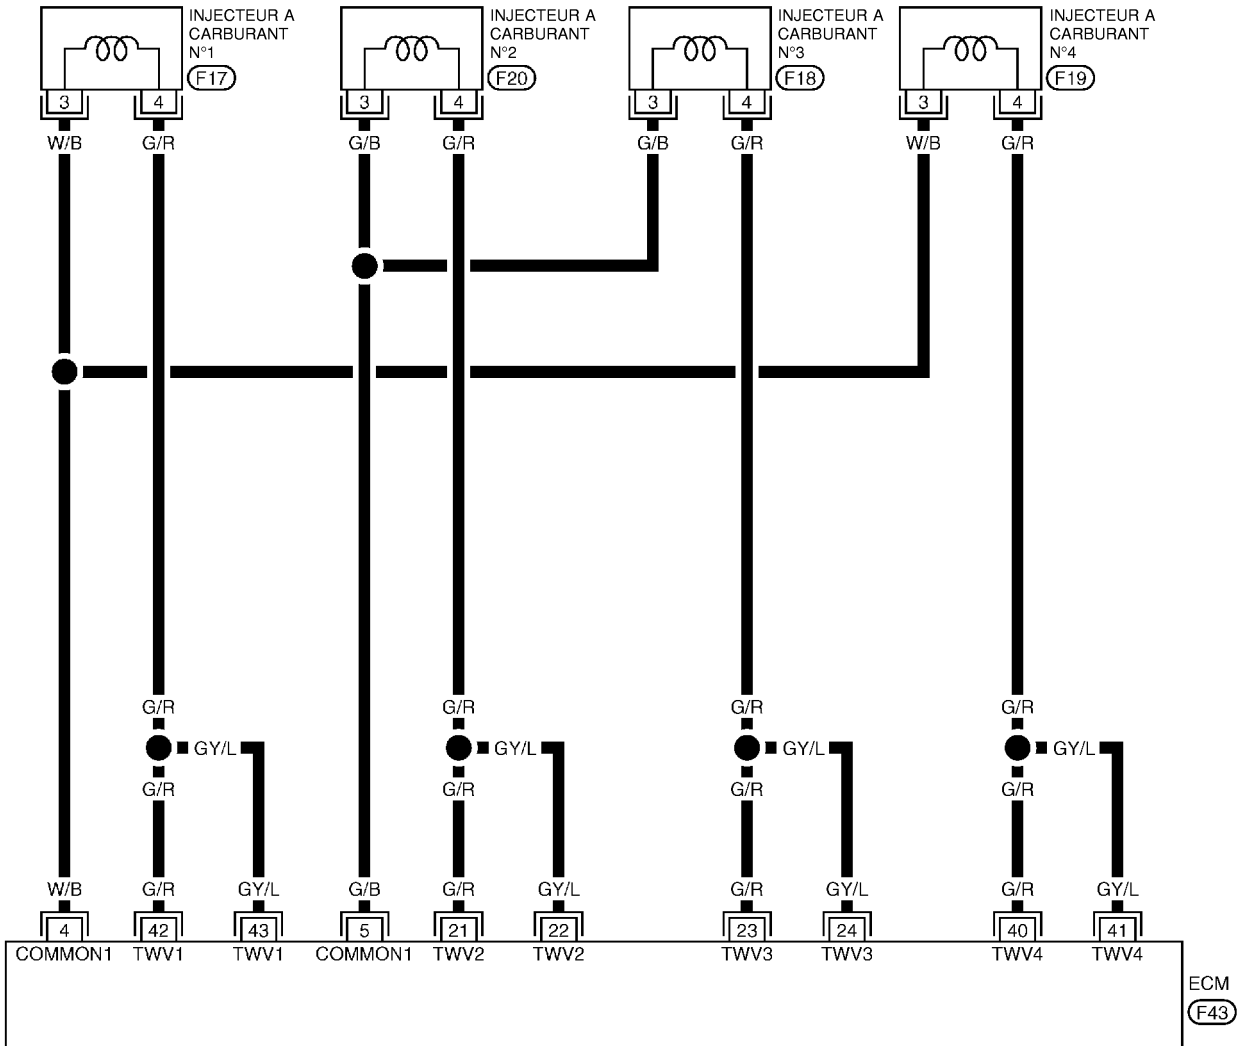 INJECTEUR A
CARBURANT
N°1
F17
INJECTEUR A
CARBURANT
N°2
F20
INJECTEUR A
CARBURANT
N°3
F18
INJECTEUR A
CARBURANT
N°4
F19
3 4 3 4 3 4 3 4
W/B G/R G/B G/R G/B G/R W/B G/R
G/R G/R G/R G/R
GY/L GY/L GY/L GY/L
G/R G/R G/R G/R
W/B G/R GY/L G/B G/R GY/L G/R GY/L G/R GY/L
4 42 43 5 21 22 23 24 40 41
COMMON1 TWV1 TWV1 COMMON1 TWV2 TWV2 TWV3 TWV3 TWV4 TWV4
ECM
F43